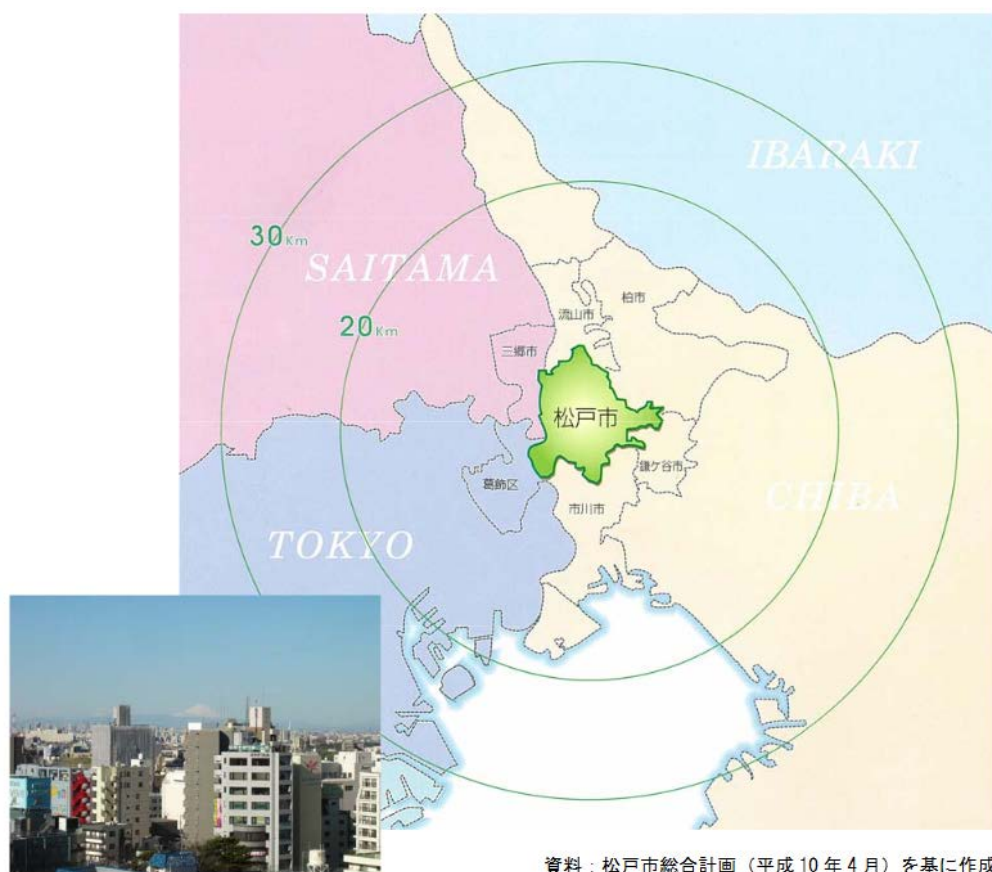 IBARAKI
30Km
SAITAMA
柏市
流山市
20Km
三郷市
松戸市
鎌ケ谷市
葛飾区
CHIBA
市川市
TOKYO
資料：松戸市総合計画（平成10年4月）を基に作成